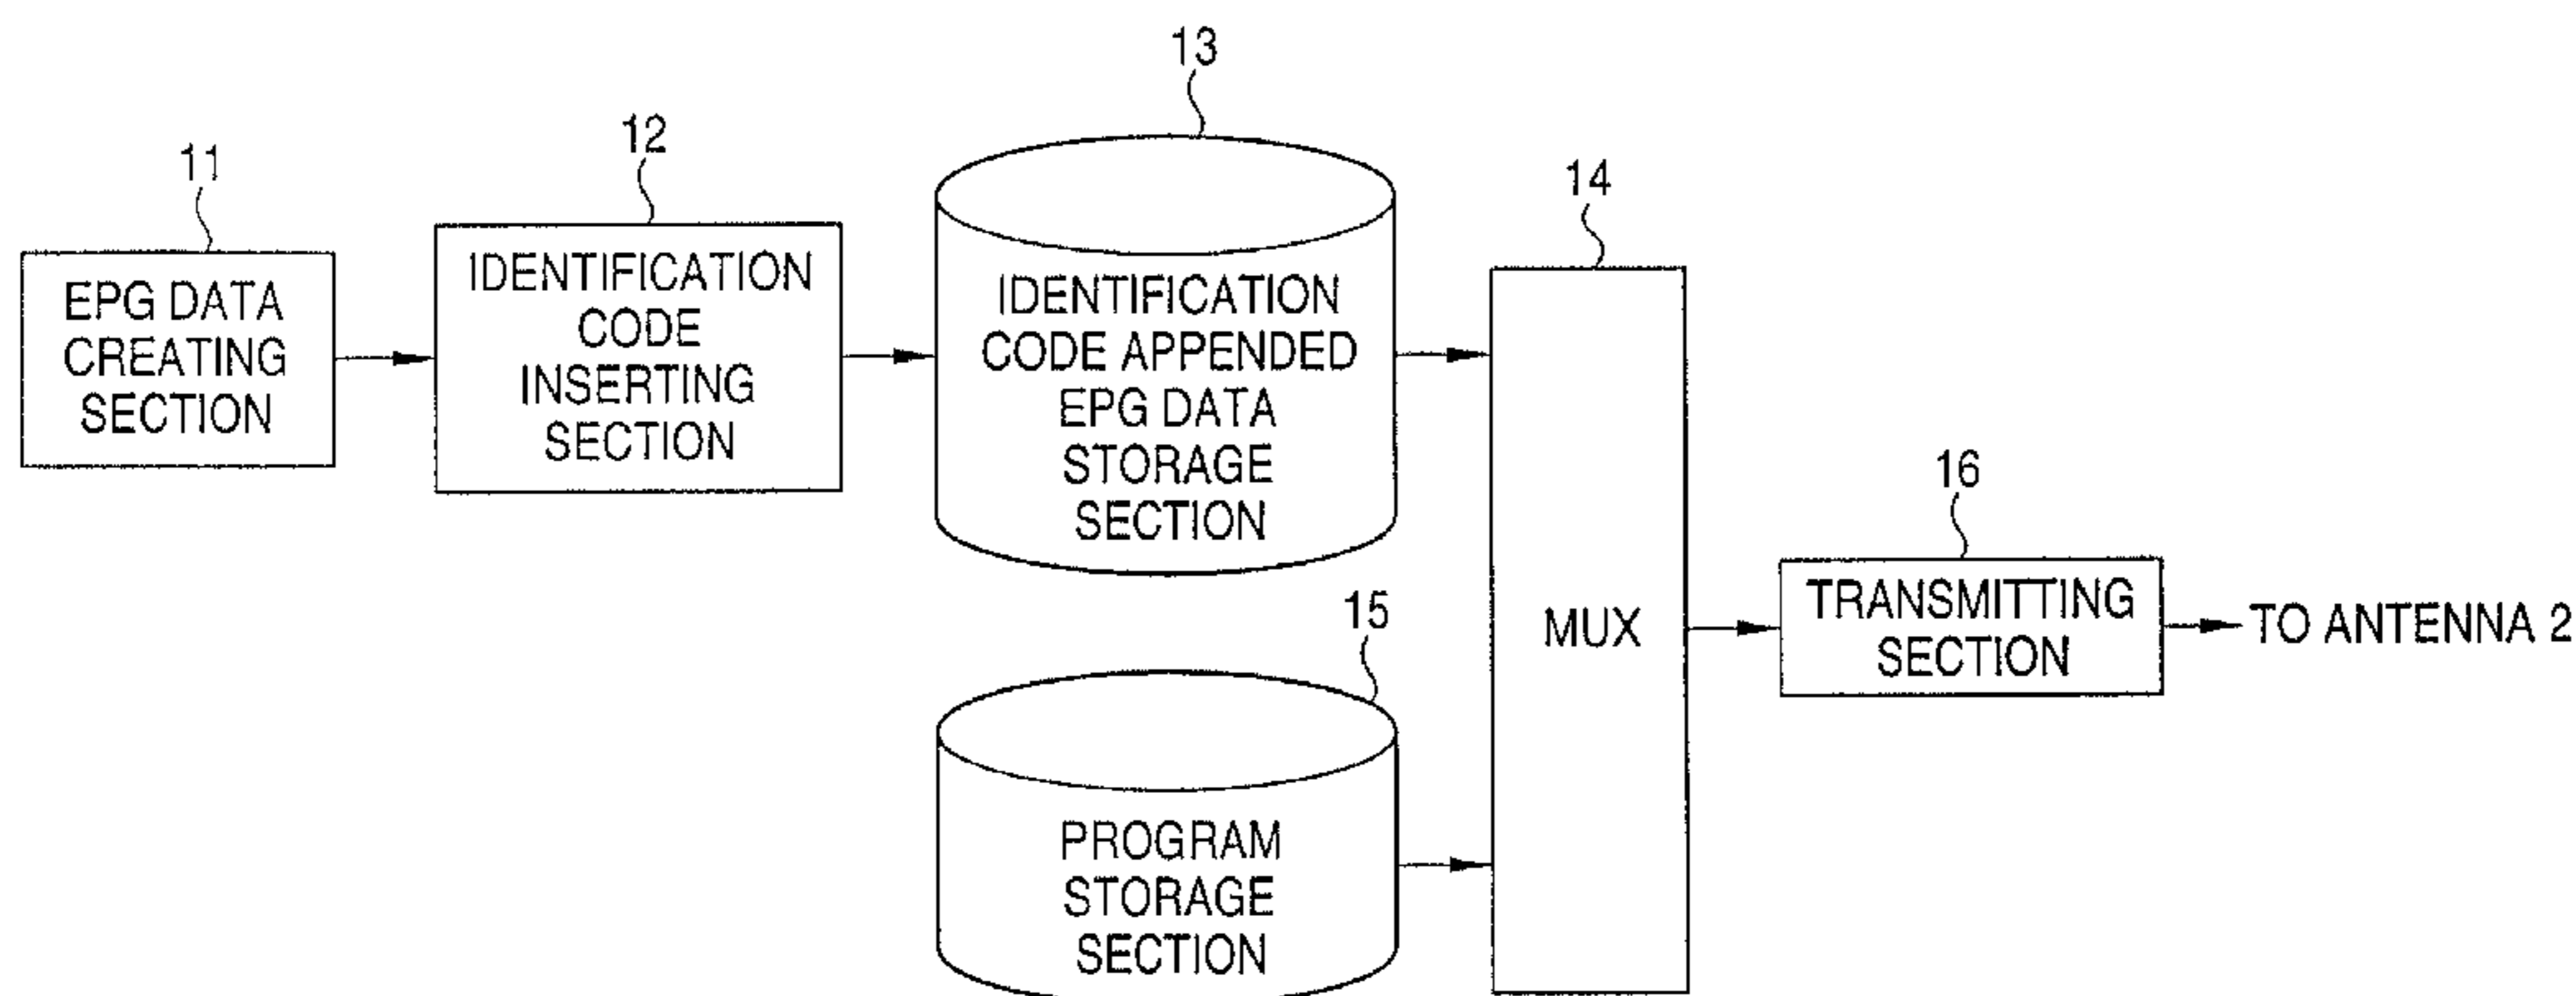 11
EPG DATA
CREATING
SECTION
12
IDENTIFICATION
CODE
INSERTING
SECTION
13
IDENTIFICATION
CODE APPENDED
EPG DATA
STORAGE
SECTION
14
MUX
15
PROGRAM
STORAGE
SECTION
16
TRANSMITTING
SECTION
TO ANTENNA 2